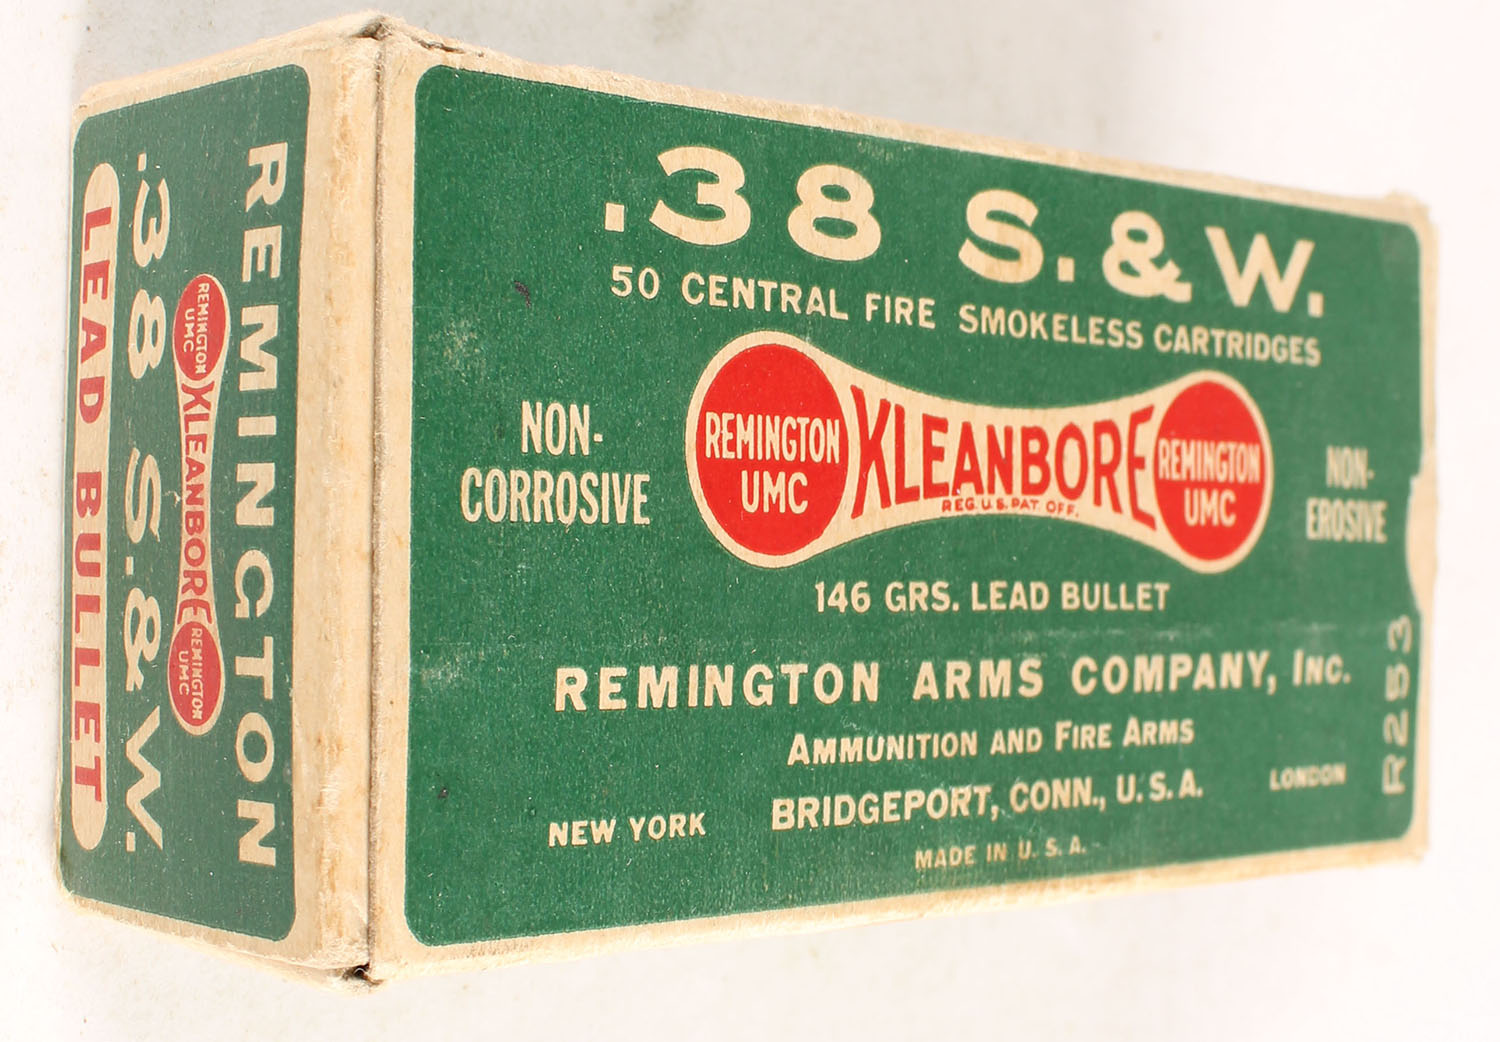 REMINGTON
REMINGTON
UMC
KLEANBORE
REMINGTON
UMC
.38 S.&W.
LEAD BULLET
.38 S.&W.
50 CENTRAL FIRE SMOKELESS CARTRIDGES
NON-
CORROSIVE
REMINGTON
UMC
KLEANBORE
REG.U.S.PAT.OFF.
REMINGTON
UMC
NON-
EROSIVE
146 GRS. LEAD BULLET
REMINGTON ARMS COMPANY, INC.
AMMUNITION AND FIRE ARMS
BRIDGEPORT, CONN., U.S.A.
NEW YORK
LONDON
MADE IN U.S.A.
R253